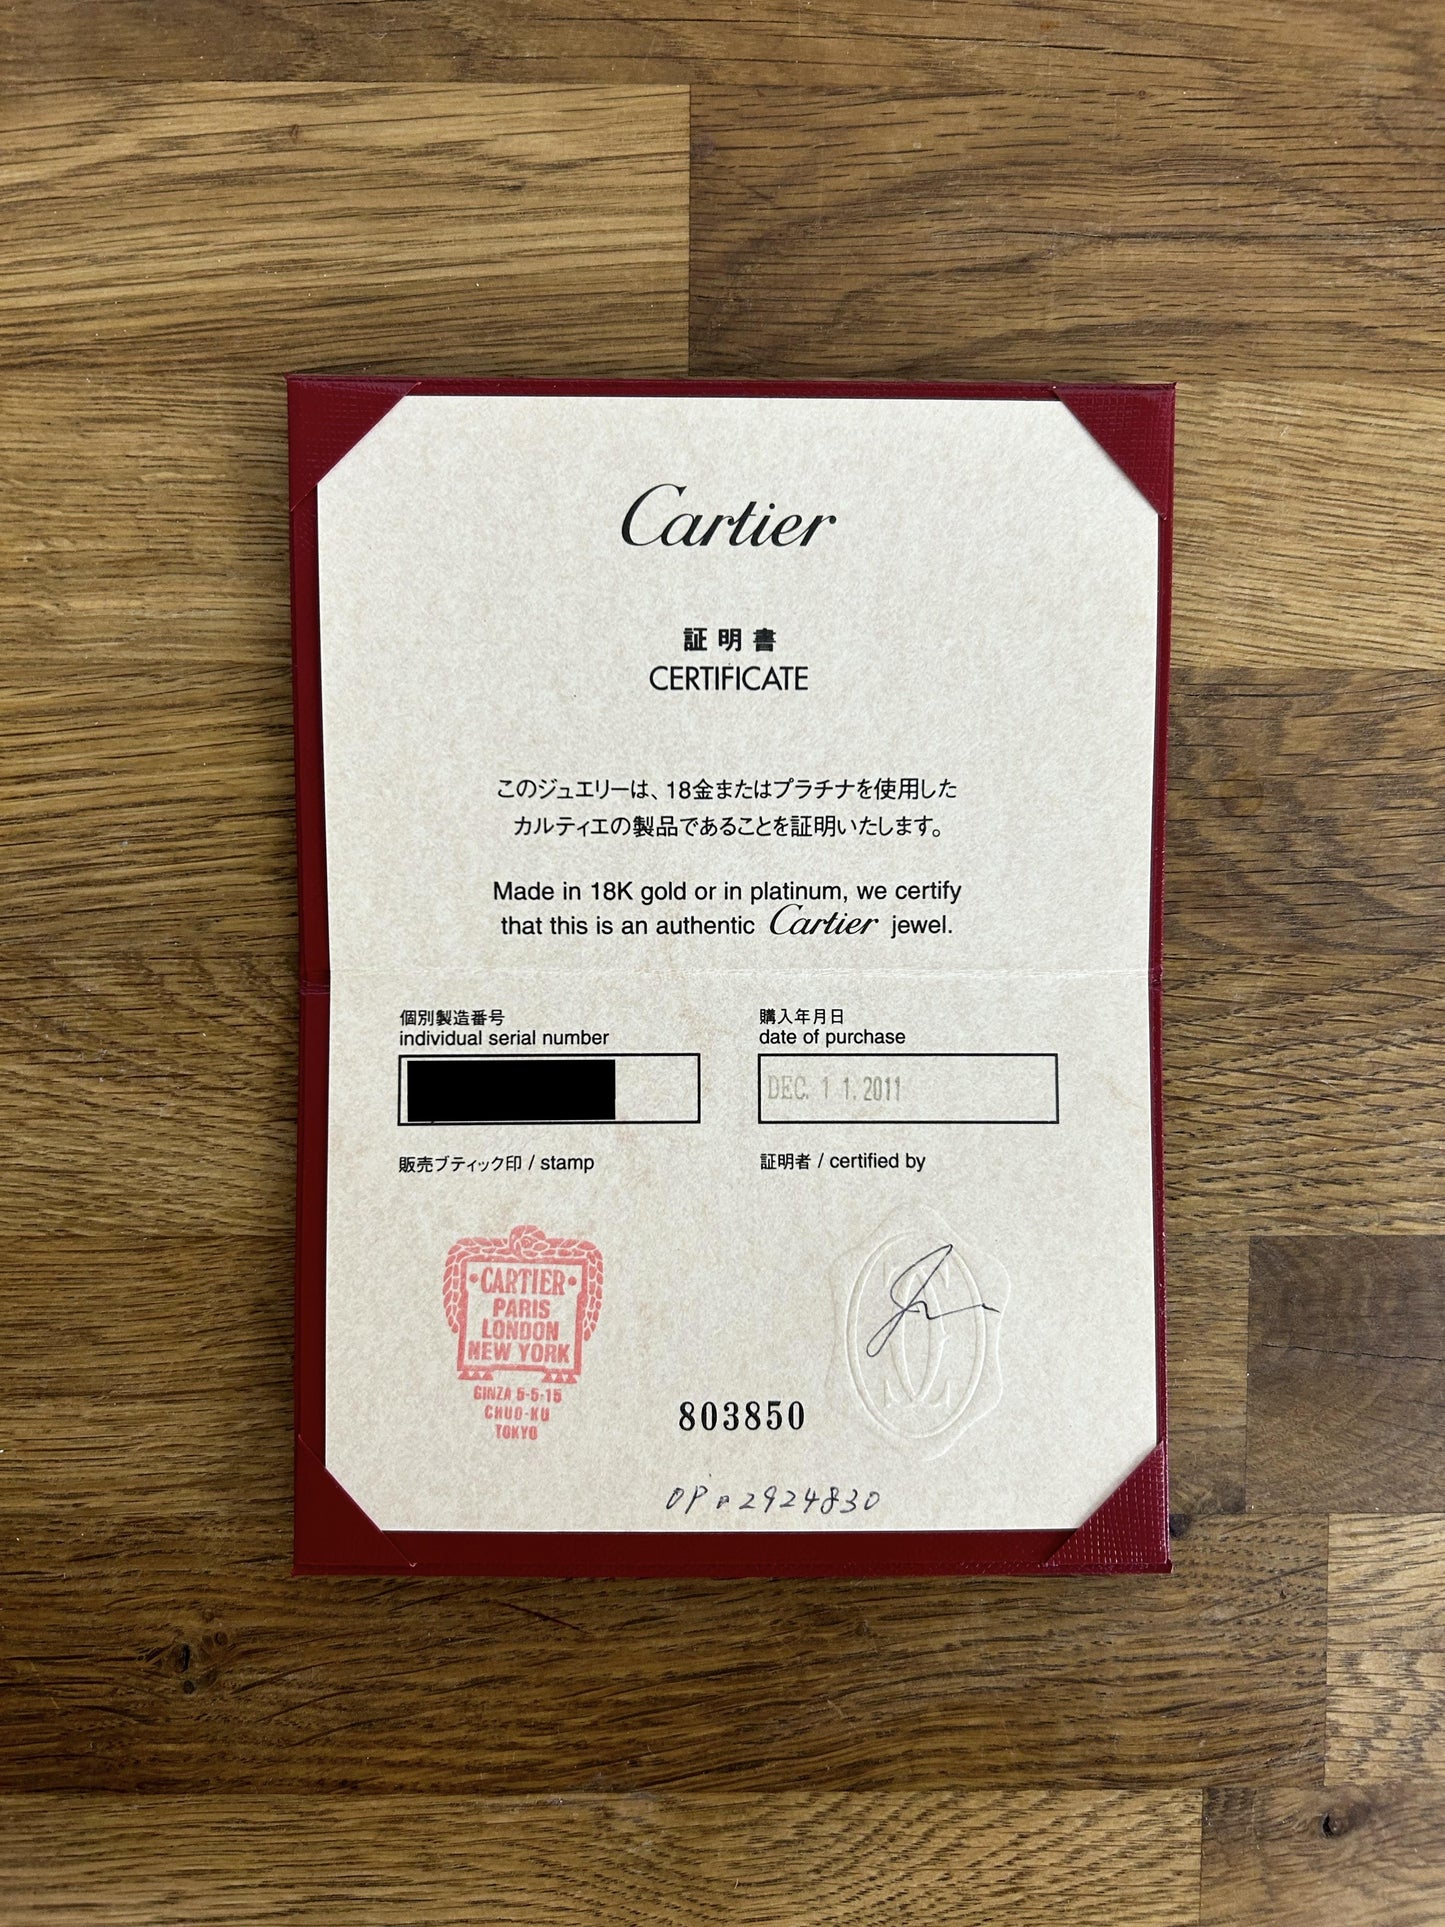 Cartier
証明書
CERTIFICATE
このジュエリーは、18金またはプラチナを使用した
カルティエの製品であることを証明いたします。
Made in 18K gold or in platinum, we certify
that this is an authentic Cartier jewel.
個別製造番号
individual serial number
購入年月日
date of purchase
DEC. 1 1. 2011
販売ブティック印 / stamp
証明者 / certified by
CARTIER
PARIS
LONDON
NEW YORK
GINZA 5-5-15
CHUO-KU
TOKYO
803850
2924830